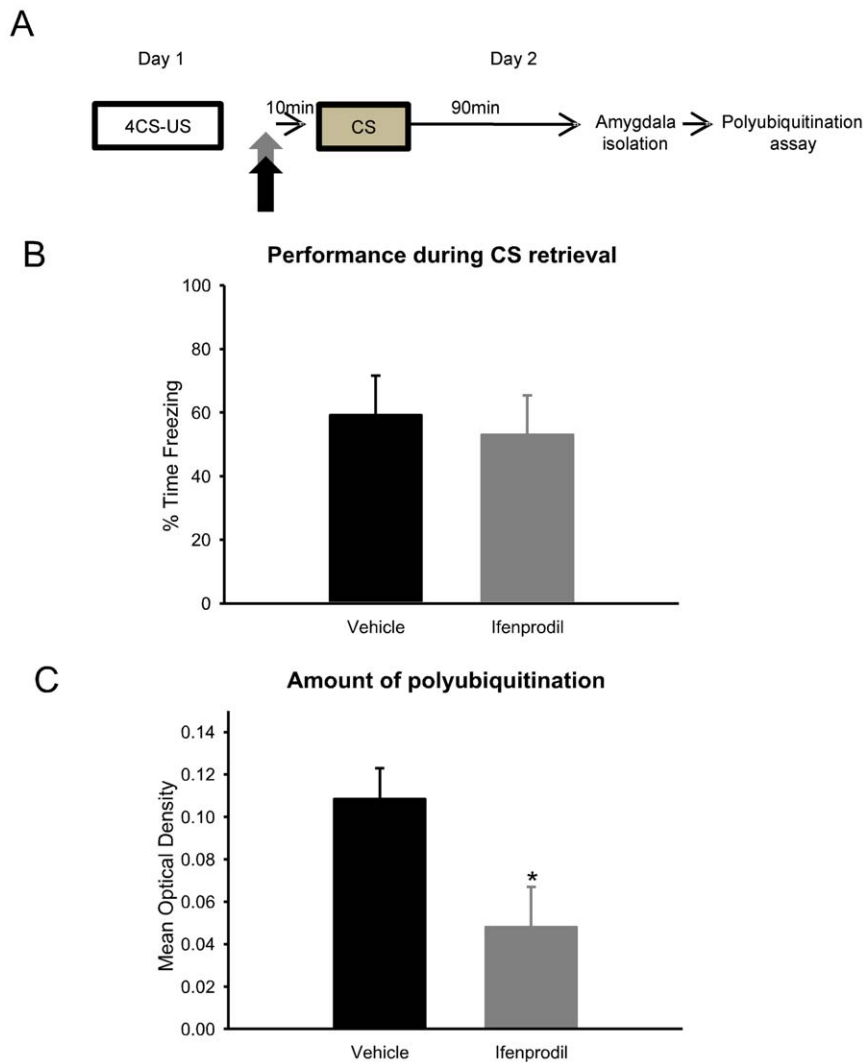 A
Day 1
Day 2
4CS-US
10min
CS
90min
Amygdala
isolation
Polyubiquitination
assay
B
Performance during CS retrieval
100
80
60
40
20
0
% Time Freezing
Vehicle
Ifenprodil
C
Amount of polyubiquitination
0.14
0.12
0.10
0.08
0.06
0.04
0.02
0.00
Mean Optical Density
*
Vehicle
Ifenprodil